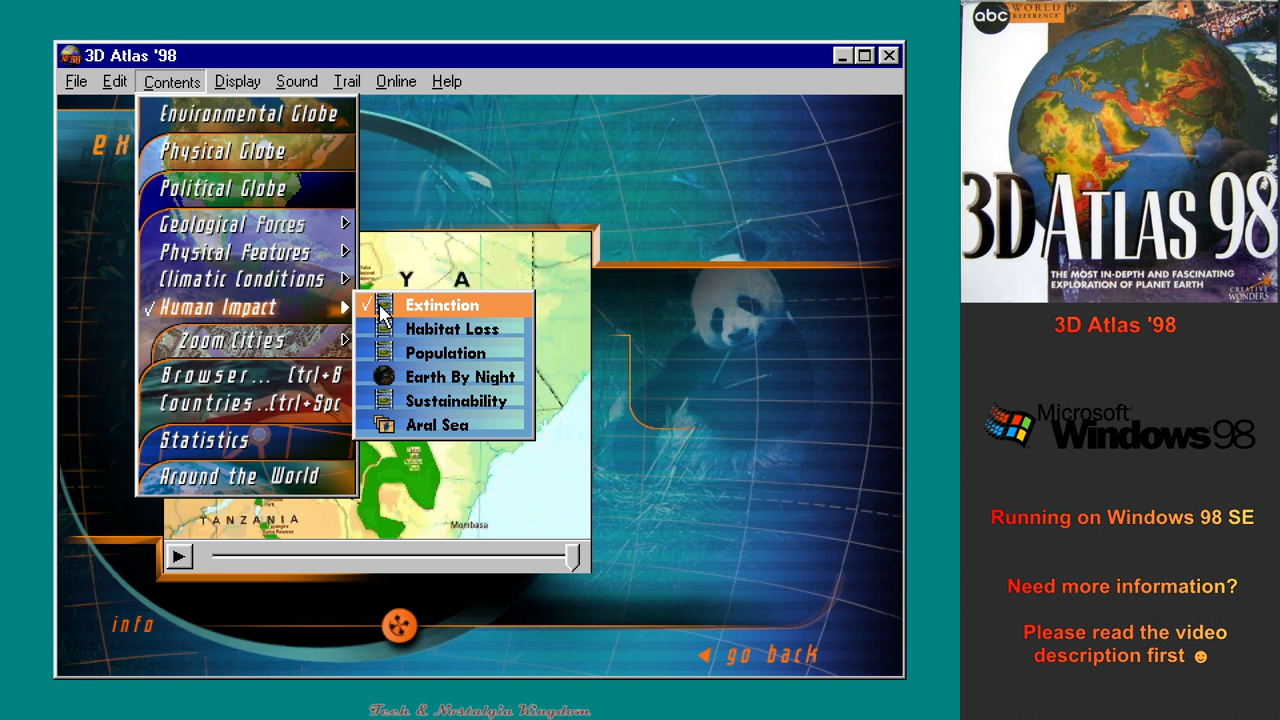 3D Atlas '98
File Edit Contents Display Sound Trail Online Help
ex
Environmental Globe
Physical Globe
Political Globe
Geological Forces
Physical Features
Climatic Conditions
Human Impact
Zoom Cities
Browser... Ctrl+B
Countries..Ctrl+Spc
Statistics
Around the World
Extinction
Habitat Loss
Population
Earth By Night
Sustainability
Aral Sea
Y A
TANZANIA
Mombasa
info
go back
Tech & Nostalgia Kingdom
abc WORLD
REFERENCE
3D ATLAS 98
THE MOST IN-DEPTH AND FASCINATING
EXPLORATION OF PLANET EARTH
CREATIVE
WONDERS
3D Atlas '98
Microsoft
Windows 98
Running on Windows 98 SE
Need more information?
Please read the video
description first ☻